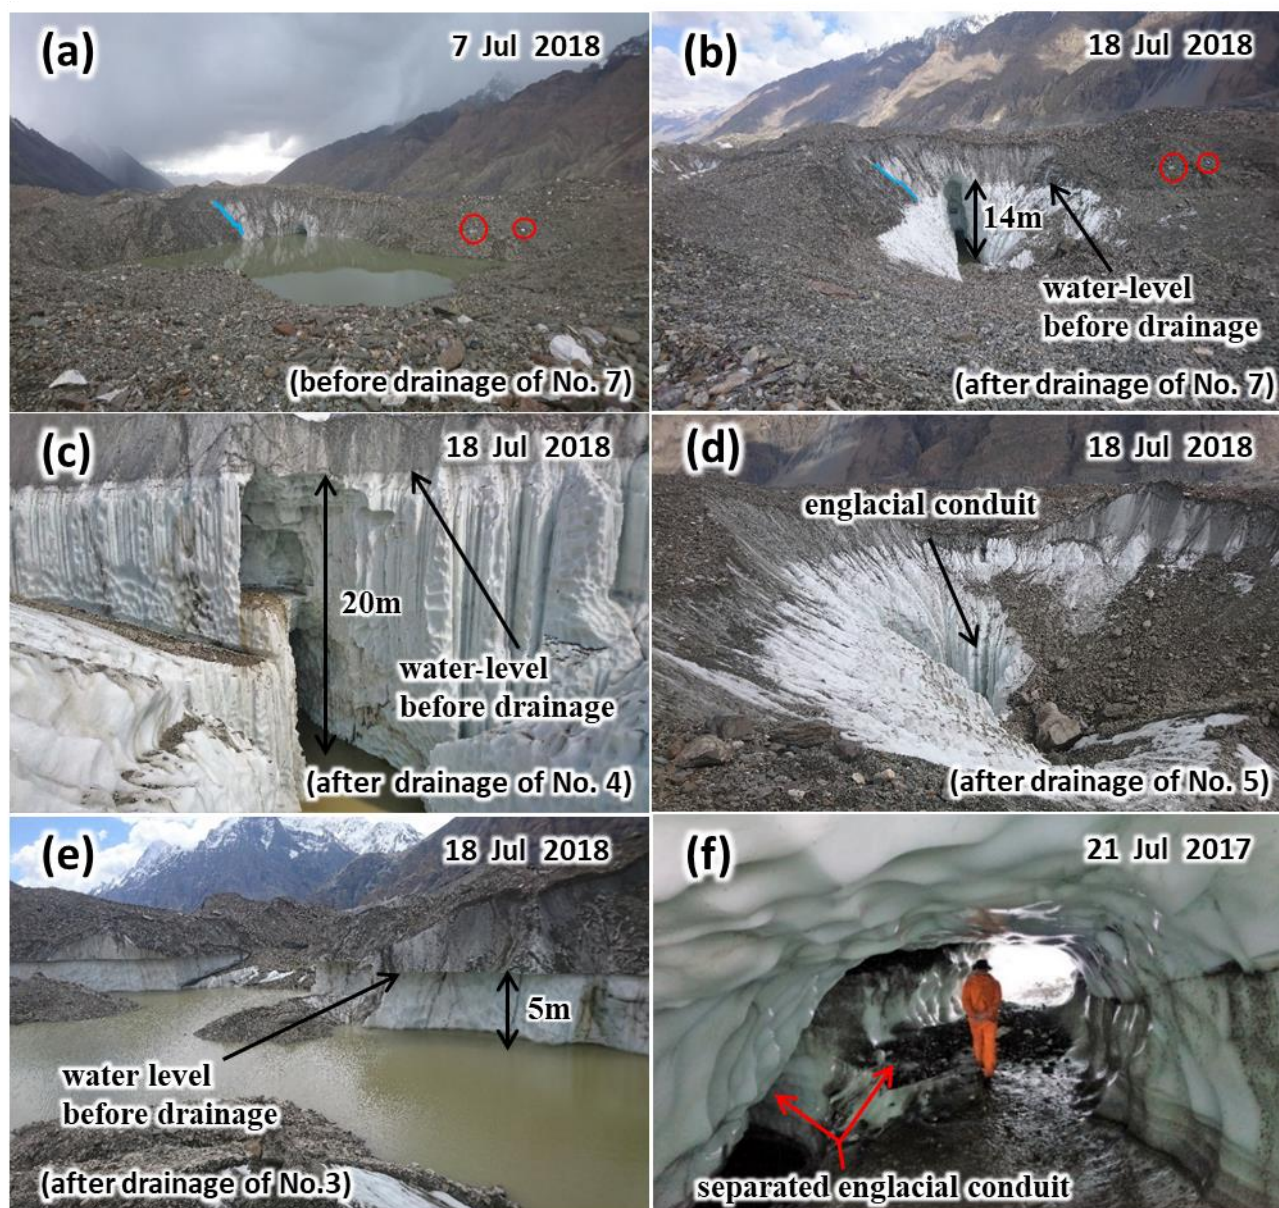 (a)
7 Jul 2018
(before drainage of No. 7)
(b)
18 Jul 2018
14m
water-level
before drainage
(after drainage of No. 7)
(c)
18 Jul 2018
20m
water-level
before drainage
(after drainage of No. 4)
(d)
18 Jul 2018
englacial conduit
(after drainage of No. 5)
(e)
18 Jul 2018
5m
water level
before drainage
(after drainage of No.3)
(f)
21 Jul 2017
separated englacial conduit